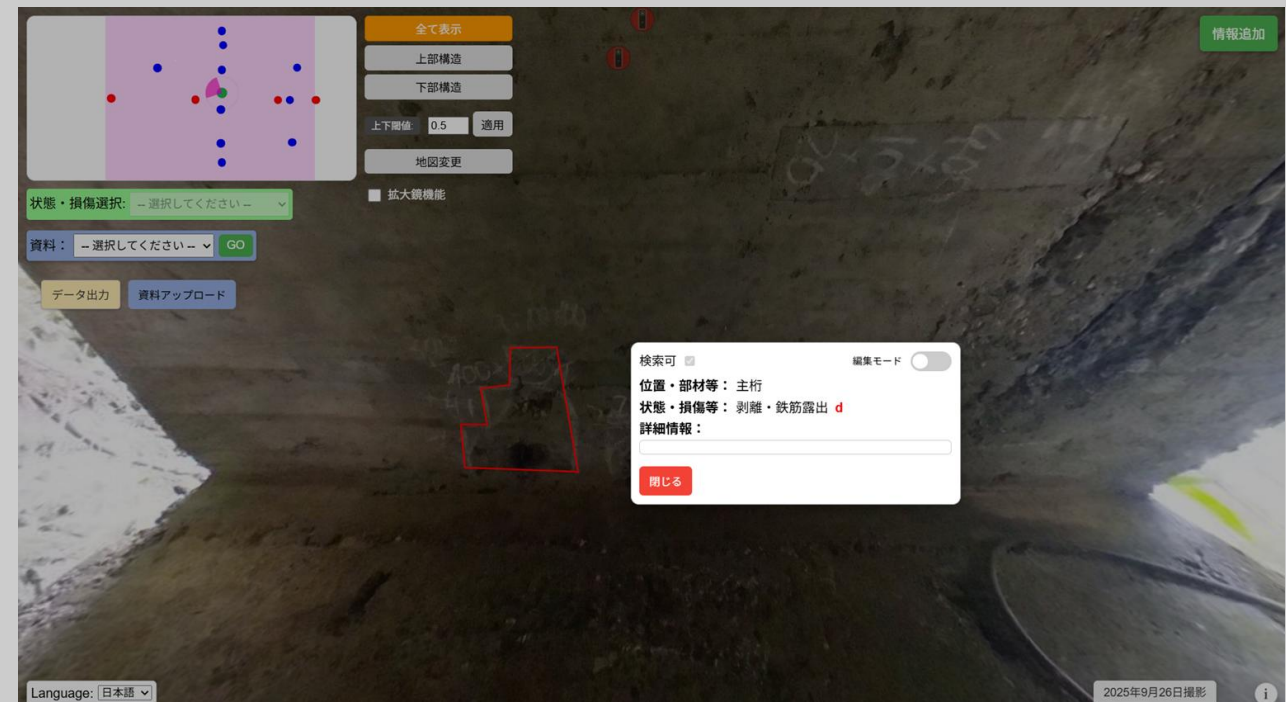 全て表示
上部構造
下部構造
上下閾値:
0.5
適用
地図変更
拡大鏡機能
情報追加
状態・損傷選択:
-- 選択してください --
資料：
-- 選択してください --
GO
データ出力
資料アップロード
検索可
編集モード
位置・部材等： 主桁
状態・損傷等： 剥離・鉄筋露出 d
詳細情報：
閉じる
Language: 日本語
2025年9月26日撮影
i